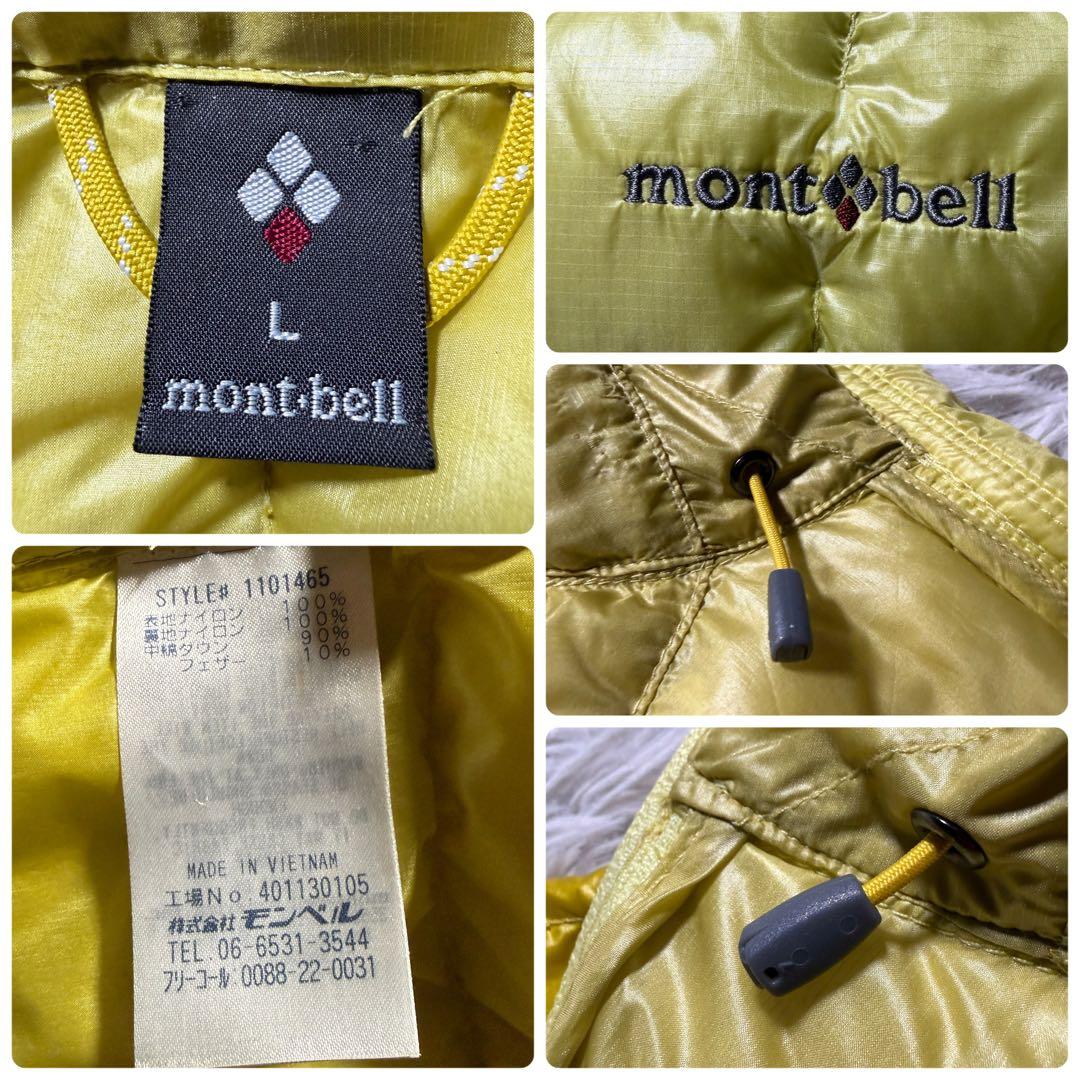 L
mont·bell
mont bell
STYLE# 1101465
表地ナイロン 100%
裏地ナイロン 100%
中綿ダウン 90%
フェザー 10%
MADE IN VIETNAM
工場No 401130105
株式会社 モンベル
TEL. 06-6531-3544
フリーコール 0088-22-0031